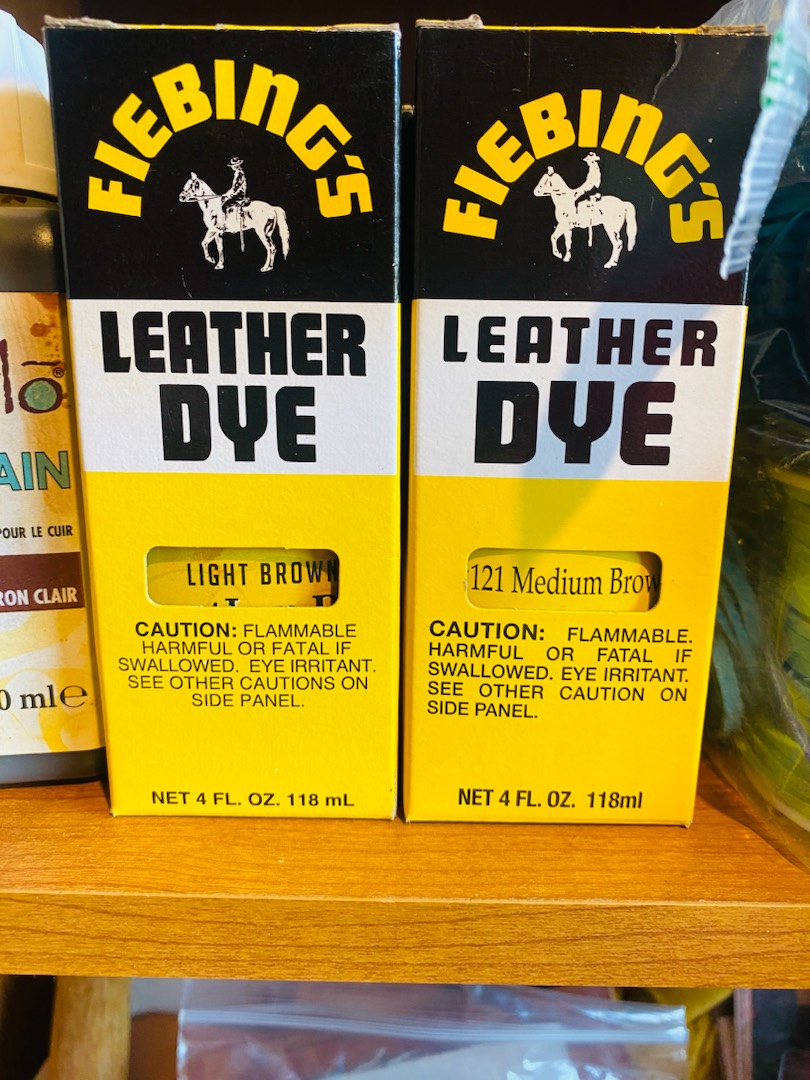 FIEBING'S
LEATHER
DYE
LIGHT BROWN
CAUTION: FLAMMABLE
HARMFUL OR FATAL IF
SWALLOWED. EYE IRRITANT.
SEE OTHER CAUTIONS ON
SIDE PANEL.
NET 4 FL. OZ. 118 mL
FIEBING'S
LEATHER
DYE
121 Medium Brow
CAUTION: FLAMMABLE.
HARMFUL OR FATAL IF
SWALLOWED. EYE IRRITANT.
SEE OTHER CAUTION ON
SIDE PANEL.
NET 4 FL. OZ. 118ml
lō®
AIN
POUR LE CUIR
RON CLAIR
0 ml e